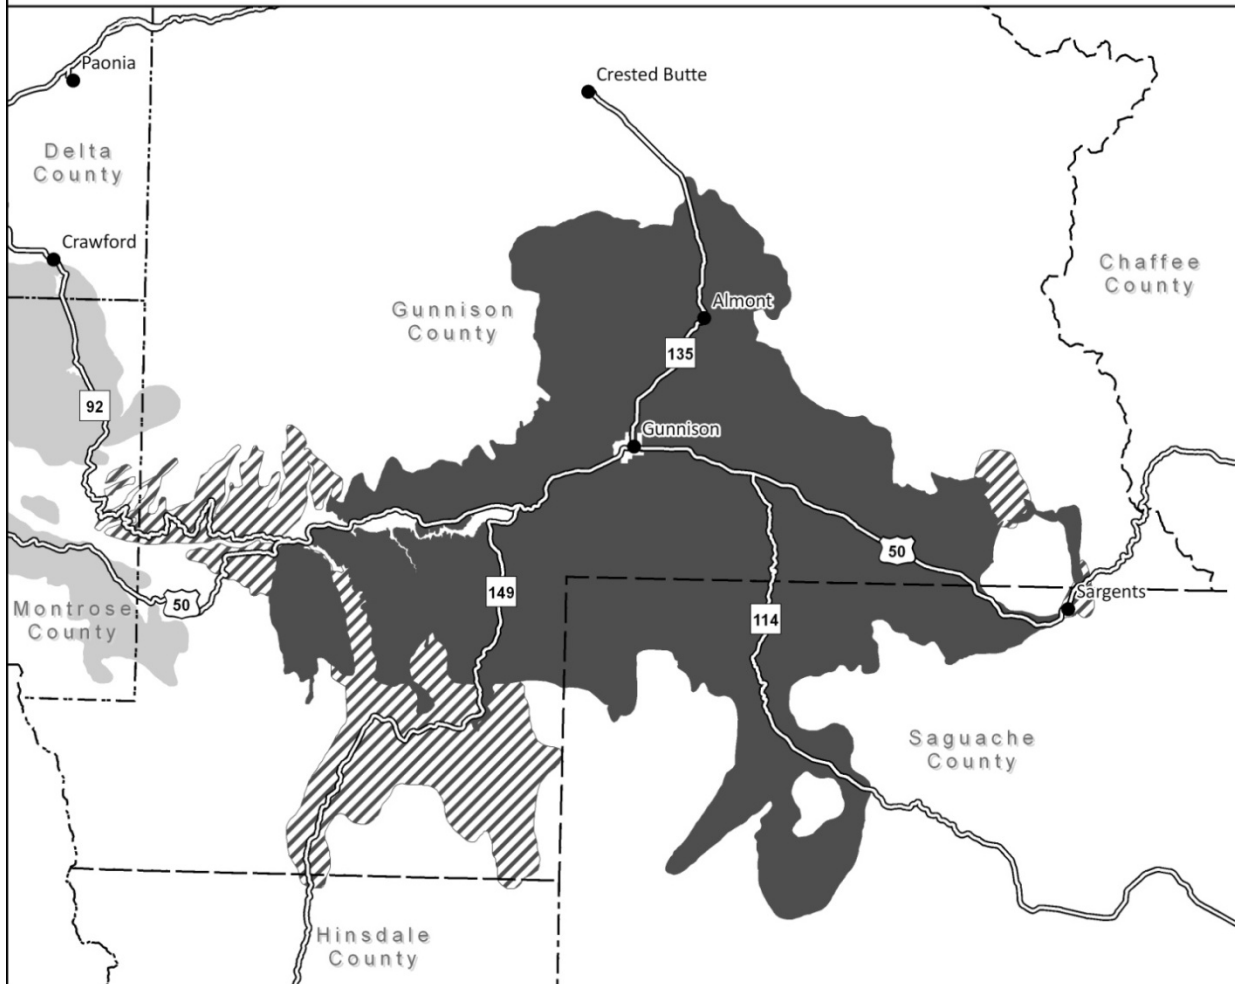 Paonia
Crested Butte
Delta
County
Crawford
Chaffee
County
Gunnison
County
Almont
135
92
Gunnison
50
149
50
Sargents
Montrose
County
114
Saguache
County
Hinsdale
County